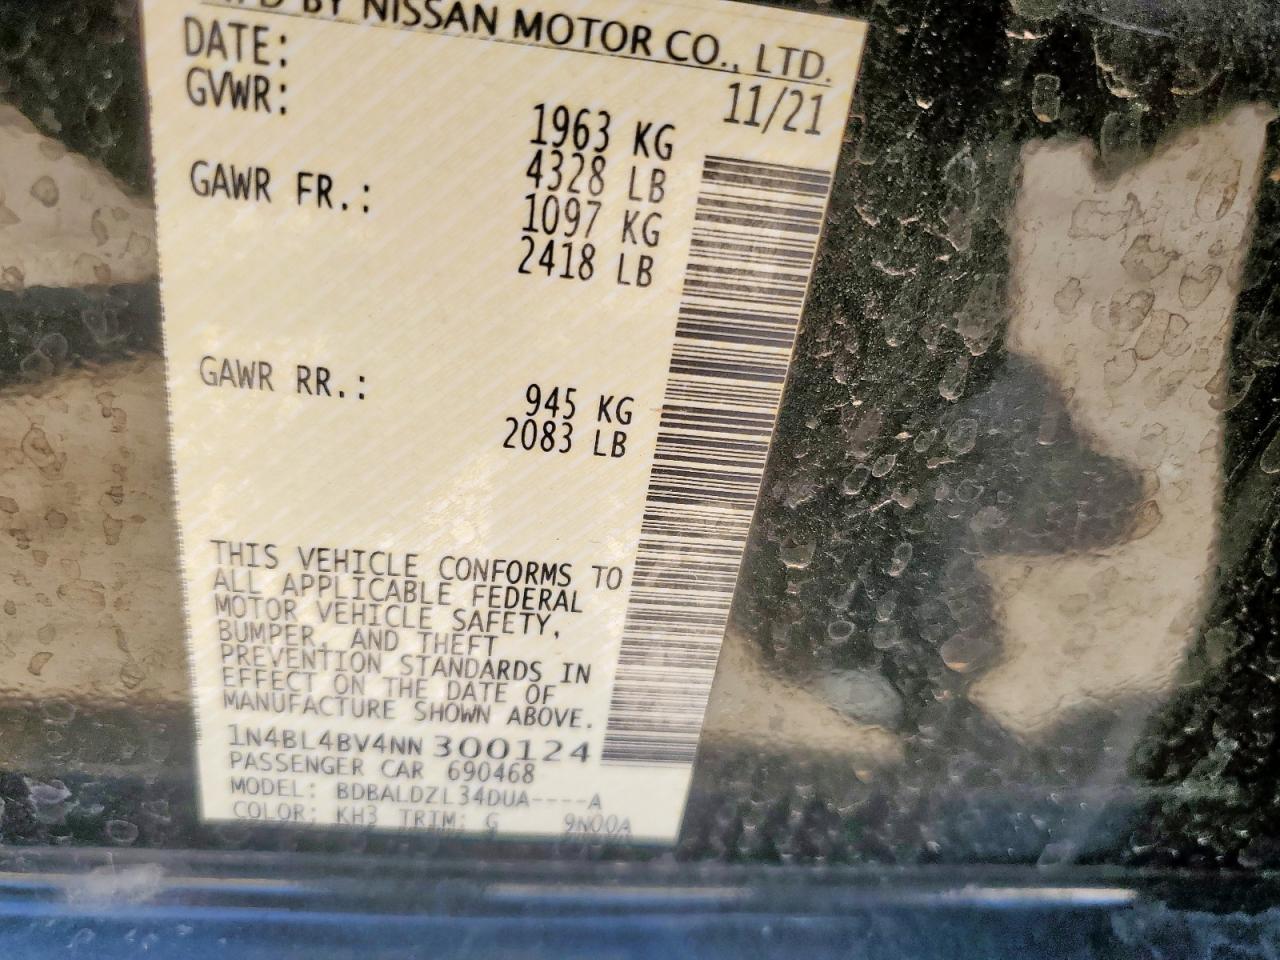 MFD BY NISSAN MOTOR CO., LTD.
DATE: 11/21
GVWR: 1963 KG
4328 LB
GAWR FR.: 1097 KG
2418 LB
GAWR RR.: 945 KG
2083 LB
THIS VEHICLE CONFORMS TO
ALL APPLICABLE FEDERAL
MOTOR VEHICLE SAFETY,
BUMPER, AND THEFT
PREVENTION STANDARDS IN
EFFECT ON THE DATE OF
MANUFACTURE SHOWN ABOVE.
1N4BL4BV4NN300124
PASSENGER CAR 690468
MODEL: BDBALDZL34DUA----A
COLOR: KH3 TRIM: G 9N00A